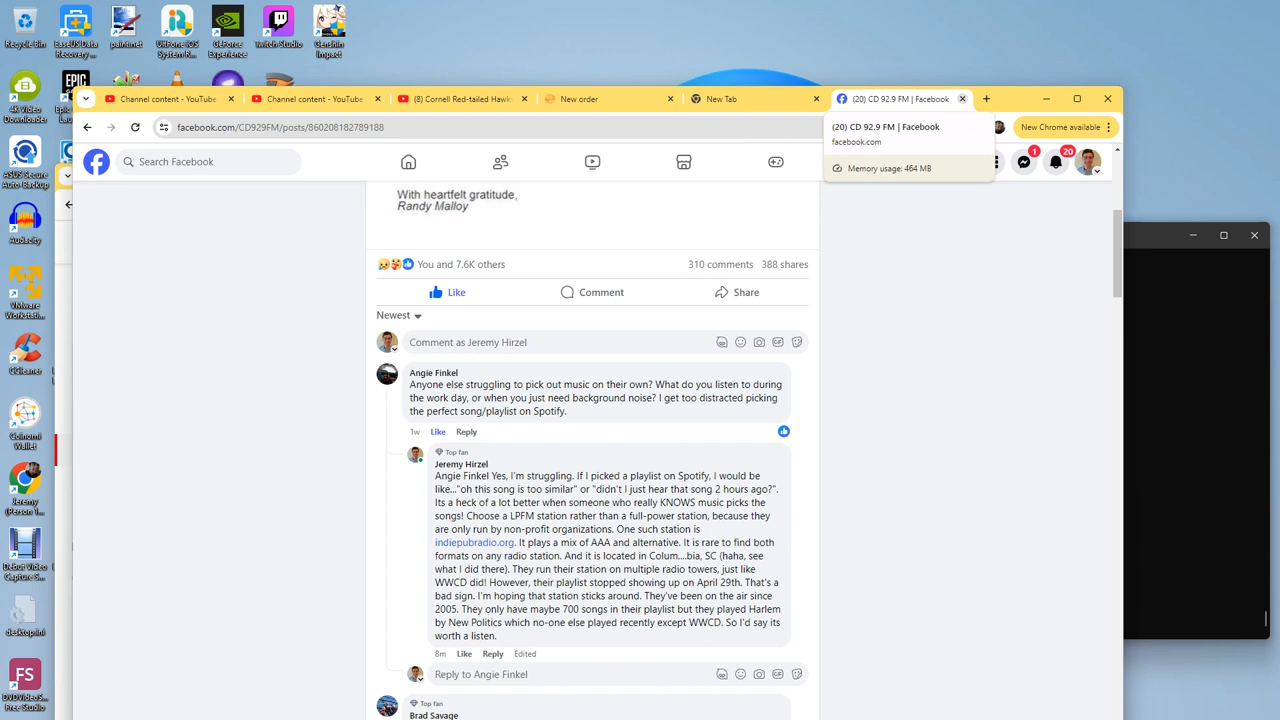 Recycle Bin
EaseUS Data Recovery ...
paint.net
UltFone iOS System R...
GeForce Experience
Twitch Studio
Genshin Impact
4K Video Downloader
EPIC
ASUS Secure Auto-Backup
Audacity
VMware Workstati...
CCleaner
Coinomi Wallet
Jeremy (Person 1...
Debut Video Capture S...
desktop.ini
FS
DVDVideoS... Free Studio
Channel content - YouTube
Channel content - YouTube
(8) Cornell Red-tailed Hawks
New order
New Tab
(20) CD 92.9 FM | Facebook
facebook.com/CD929FM/posts/860208182789188
New Chrome available
(20) CD 92.9 FM | Facebook
facebook.com
Memory usage: 464 MB
Search Facebook
1
20
With heartfelt gratitude,
Randy Malloy
You and 7.6K others
310 comments 388 shares
Like
Comment
Share
Newest
Comment as Jeremy Hirzel
GIF
Angie Finkel
Anyone else struggling to pick out music on their own? What do you listen to during
the work day, or when you just need background noise? I get too distracted picking
the perfect song/playlist on Spotify.
1w Like Reply
Top fan
Jeremy Hirzel
Angie Finkel Yes, I'm struggling. If I picked a playlist on Spotify, I would be
like..."oh this song is too similar" or "didn't I just hear that song 2 hours ago?".
Its a heck of a lot better when someone who really KNOWS music picks the
songs! Choose a LPFM station rather than a full-power station, because they
are only run by non-profit organizations. One such station is
indiepubradio.org. It plays a mix of AAA and alternative. It is rare to find both
formats on any radio station. And it is located in Colum....bia, SC (haha, see
what I did there). They run their station on multiple radio towers, just like
WWCD did! However, their playlist stopped showing up on April 29th. That's a
bad sign. I'm hoping that station sticks around. They've been on the air since
2005. They only have maybe 700 songs in their playlist but they played Harlem
by New Politics which no-one else played recently except WWCD. So I'd say its
worth a listen.
8m Like Reply Edited
Reply to Angie Finkel
GIF
Top fan
Brad Savage